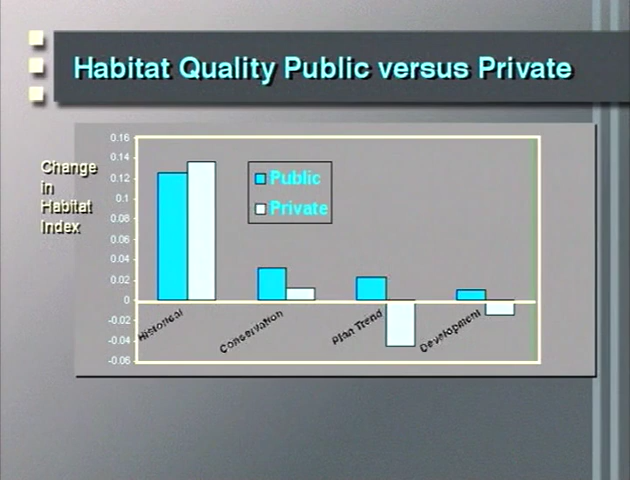 Habitat Quality Public versus Private
Change
in
Habitat
Index
0.16
0.14
0.12
0.1
0.08
0.06
0.04
0.02
0
-0.02
-0.04
-0.06
Public
Private
Historical
Conservation
Plan Trend
Development